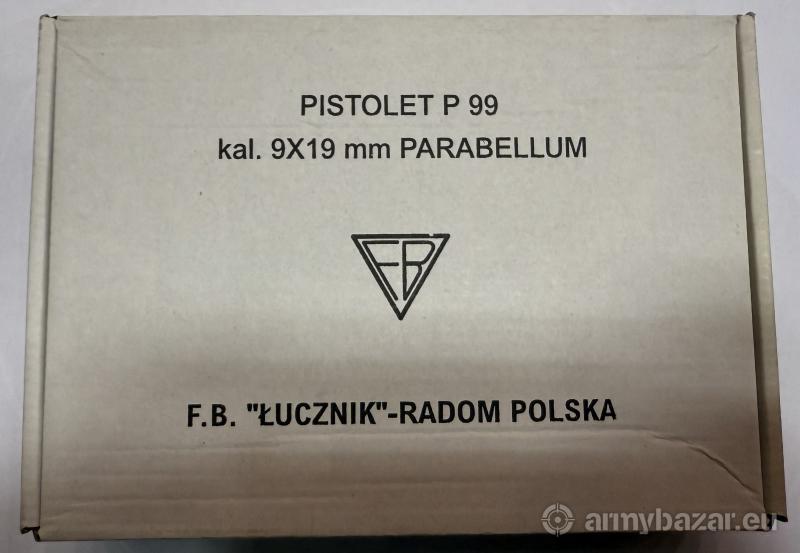 PISTOLET P 99
kal. 9X19 mm PARABELLUM
FB
F.B. "ŁUCZNIK"-RADOM POLSKA
armybazar.eu